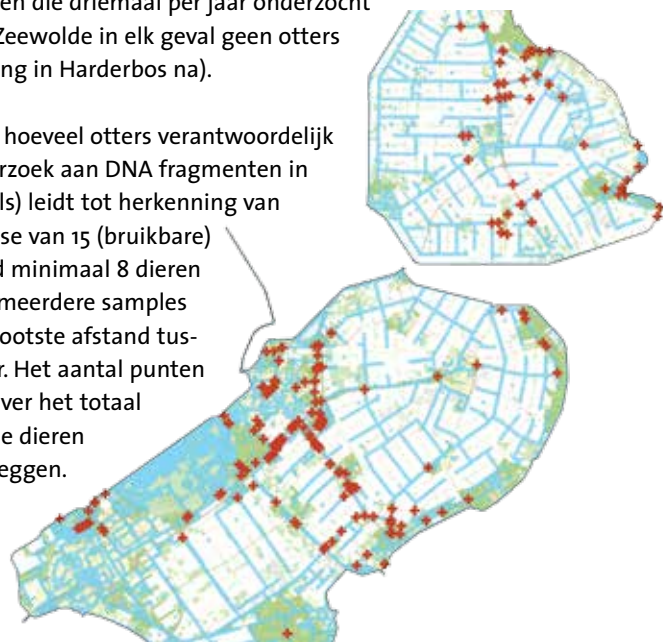 en die driemaal per jaar onderzocht
Zeewolde in elk geval geen otters
ng in Harderbos na).
hoeveel otters verantwoordelijk
rzoek aan DNA fragmenten in
ls) leidt tot herkenning van
se van 15 (bruikbare)
d minimaal 8 dieren
meerdere samples
ootste afstand tus-
r. Het aantal punten
ver het totaal
e dieren
eggen.